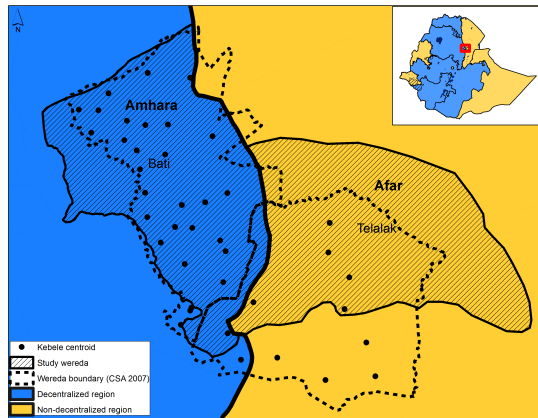 N
Amhara
Bati
Afar
Telalak
Kebele centroid
Study wereda
Wereda boundary (CSA 2007)
Decentralized region
Non-decentralized region